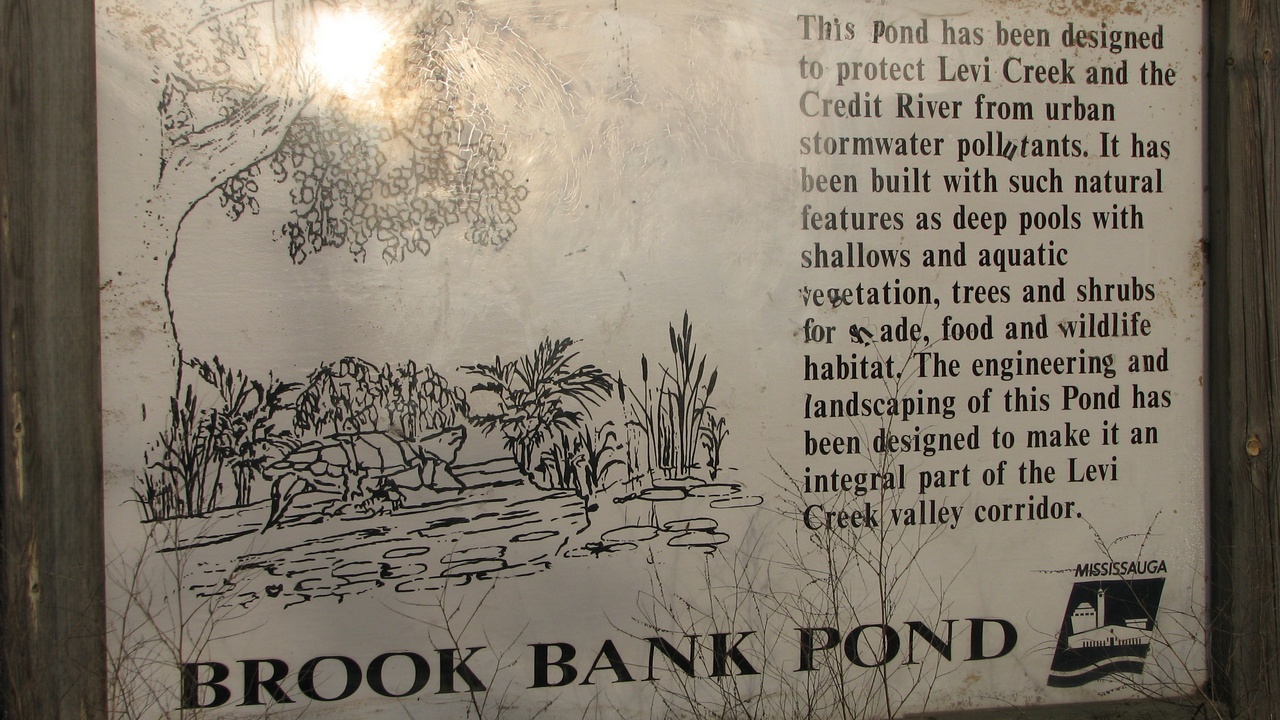 This Pond has been designed
to protect Levi Creek and the
Credit River from urban
stormwater pollutants. It has
been built with such natural
features as deep pools with
shallows and aquatic
vegetation, trees and shrubs
for shade, food and wildlife
habitat. The engineering and
landscaping of this Pond has
been designed to make it an
integral part of the Levi
Creek valley corridor.
MISSISSAUGA
BROOK BANK POND